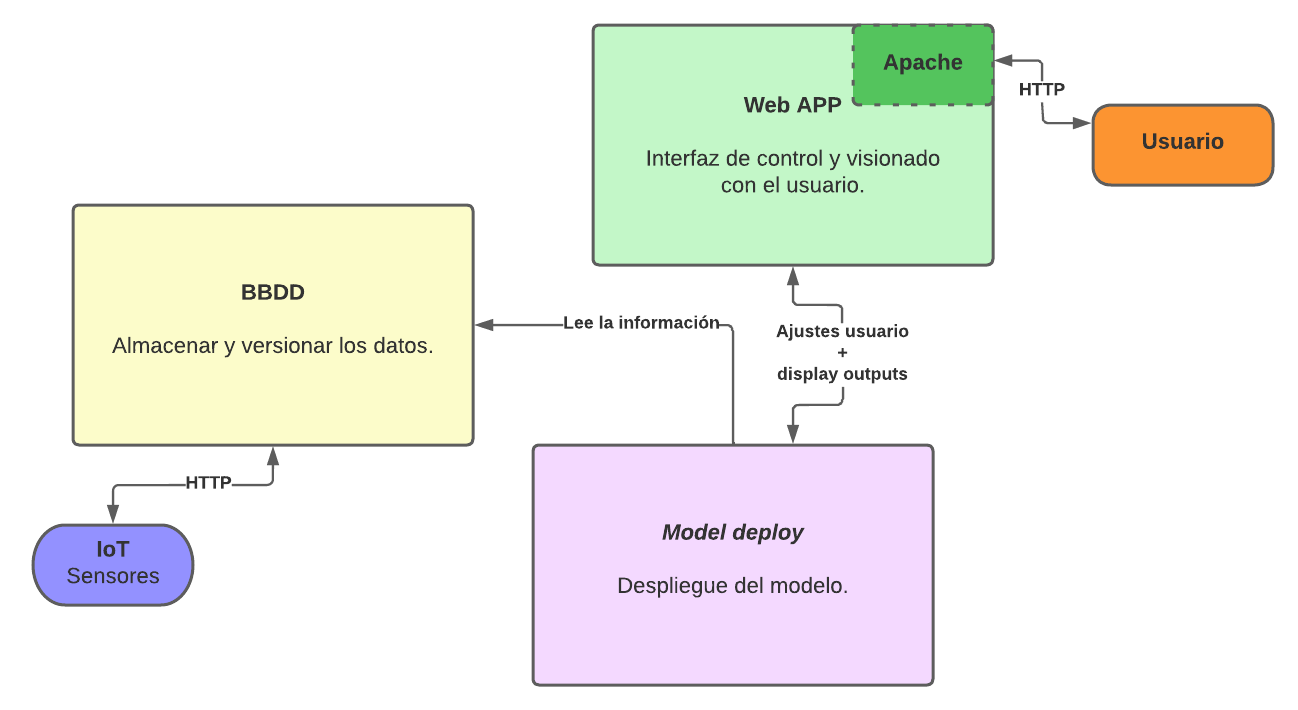 Apache
HTTP
Usuario
Web APP
Interfaz de control y visionado
con el usuario.
BBDD
Almacenar y versionar los datos.
Lee la información
Ajustes usuario
+
display outputs
HTTP
IoT
Sensores
Model deploy
Despliegue del modelo.